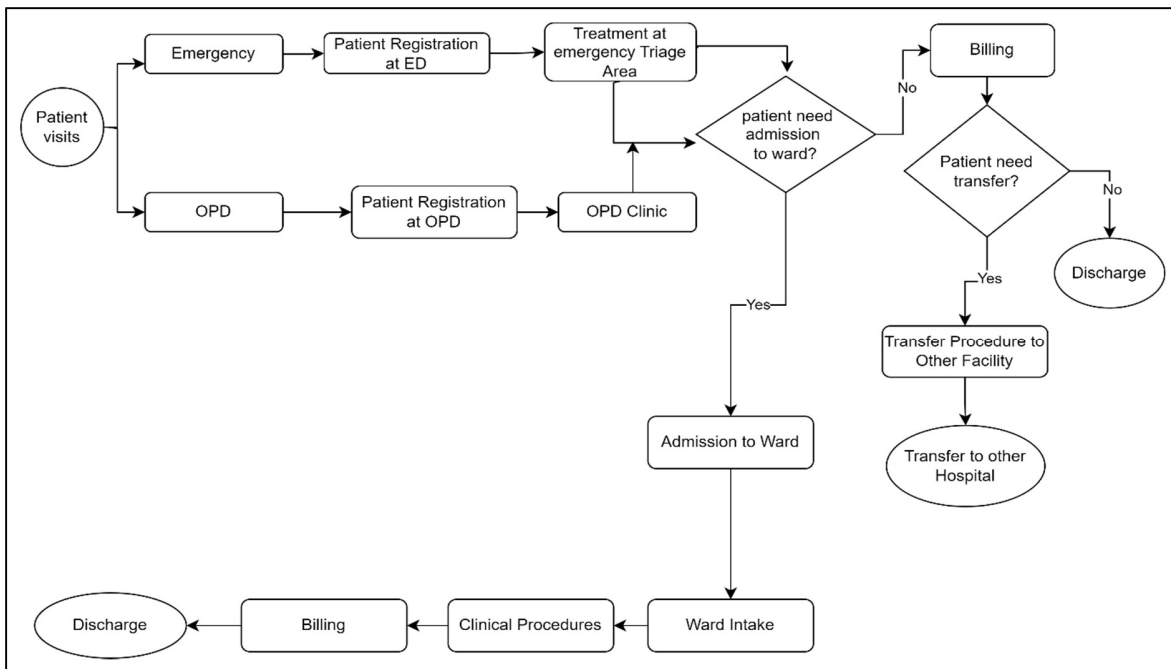 Emergency
Patient Registration
at ED
Treatment at
emergency Triage
Area
Billing
No
Patient
visits
patient need
admission
to ward?
Patient need
transfer?
No
OPD
Patient Registration
at OPD
OPD Clinic
Discharge
Yes
Yes
Transfer Procedure to
Other Facility
Admission to Ward
Transfer to other
Hospital
Discharge
Billing
Clinical Procedures
Ward Intake